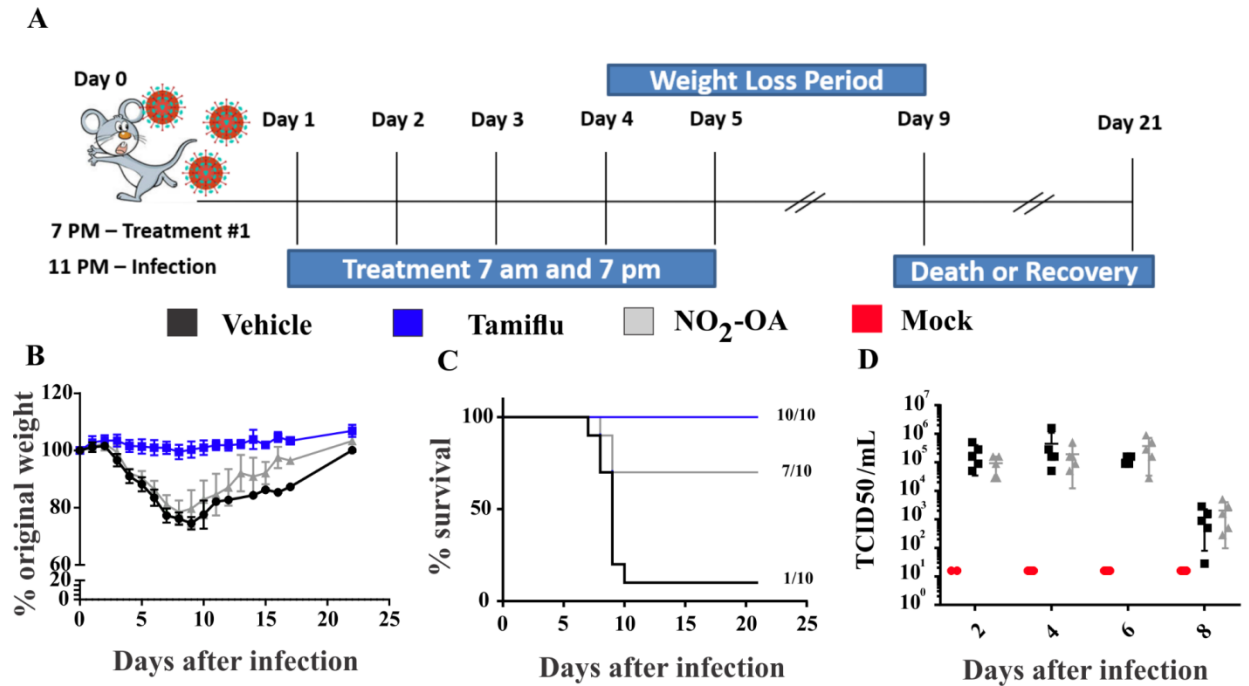 A
Day 0
Weight Loss Period
Day 1 Day 2 Day 3 Day 4 Day 5 Day 9 Day 21
7 PM – Treatment #1
11 PM – Infection
Treatment 7 am and 7 pm
Death or Recovery
Vehicle Tamiflu NO2-OA Mock
B
% original weight
120
100
80
60
20
0
0 5 10 15 20 25
Days after infection
C
% survival
100
50
0
10/10
7/10
1/10
0 5 10 15 20 25
Days after infection
D
TCID50/mL
10^7
10^6
10^5
10^4
10^3
10^2
10^1
10^0
2 4 6 8
Days after infection